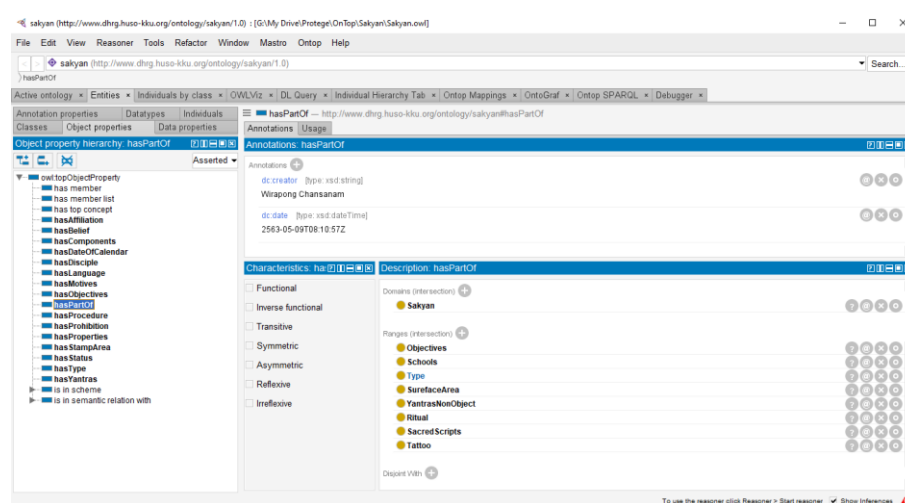 sakyan (http://www.dhrg.huso-kku.org/ontology/sakyan/1.0) : [G:\My Drive\Protege\OnTop\Sakyan\Sakyan.owl]
File Edit View Reasoner Tools Refactor Window Mastro Ontop Help
sakyan (http://www.dhrg.huso-kku.org/ontology/sakyan/1.0) Search...
hasPartOf
Active ontology × Entities × Individuals by class × OWLViz × DL Query × Individual Hierarchy Tab × Ontop Mappings × OntoGraf × Ontop SPARQL × Debugger ×
Annotation properties Datatypes Individuals
Classes Object properties Data properties
Object property hierarchy: hasPartOf
Asserted
owl:topObjectProperty
has member
has member list
has top concept
hasAffiliation
hasBelief
hasComponents
hasDateOfCalendar
hasDisciple
hasLanguage
hasMotives
hasObjectives
hasPartOf
hasProcedure
hasProhibition
hasProperties
hasStampArea
hasStatus
hasType
hasYantras
is in scheme
is in semantic relation with
hasPartOf — http://www.dhrg.huso-kku.org/ontology/sakyan#hasPartOf
Annotations Usage
Annotations: hasPartOf
Annotations
dc:creator [type: xsd:string]
Wirapong Chansanam
dc:date [type: xsd:dateTime]
2563-05-09T08:10:57Z
Characteristics: ha
Functional
Inverse functional
Transitive
Symmetric
Asymmetric
Reflexive
Irreflexive
Description: hasPartOf
Domains (intersection)
Sakyan
Ranges (intersection)
Objectives
Schools
Type
SurefaceArea
YantrasNonObject
Ritual
SacredScripts
Tattoo
Disjoint With
To use the reasoner click Reasoner > Start reasoner Show Inferences